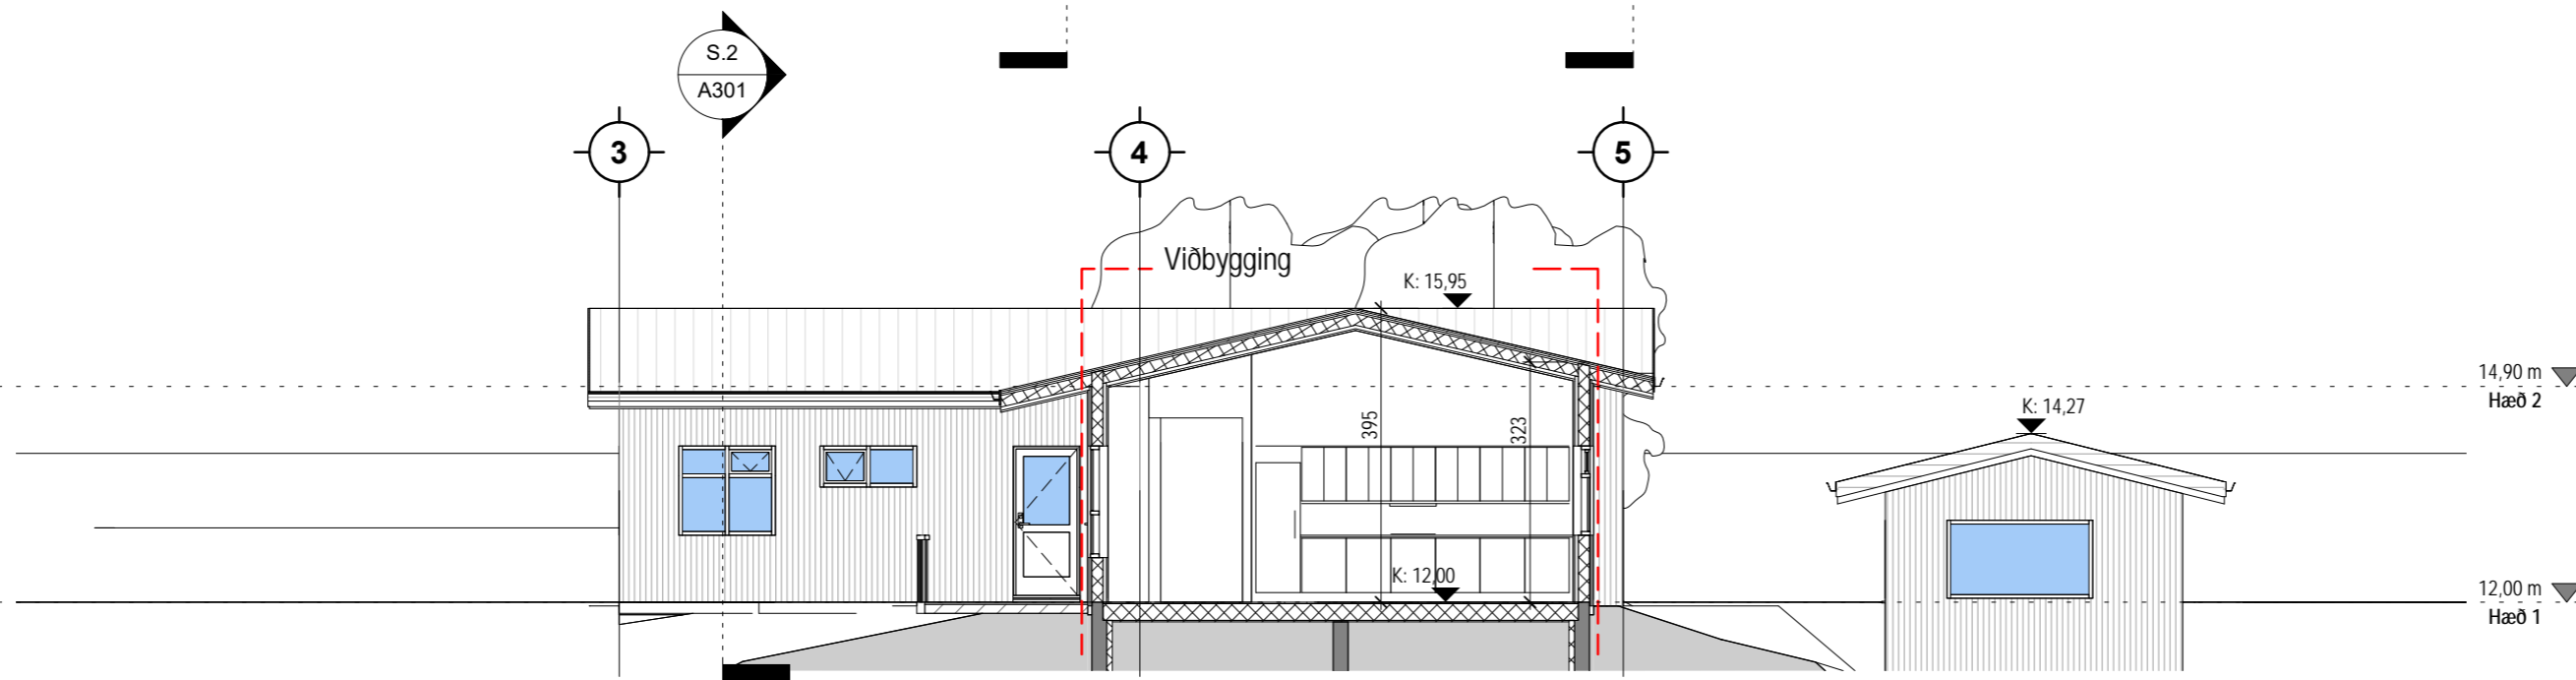 S.2
A301
3
4
5
Viðbygging
K: 15,95
14,90 m
Hæð 2
K: 14,27
395
323
K: 12,00
12,00 m
Hæð 1